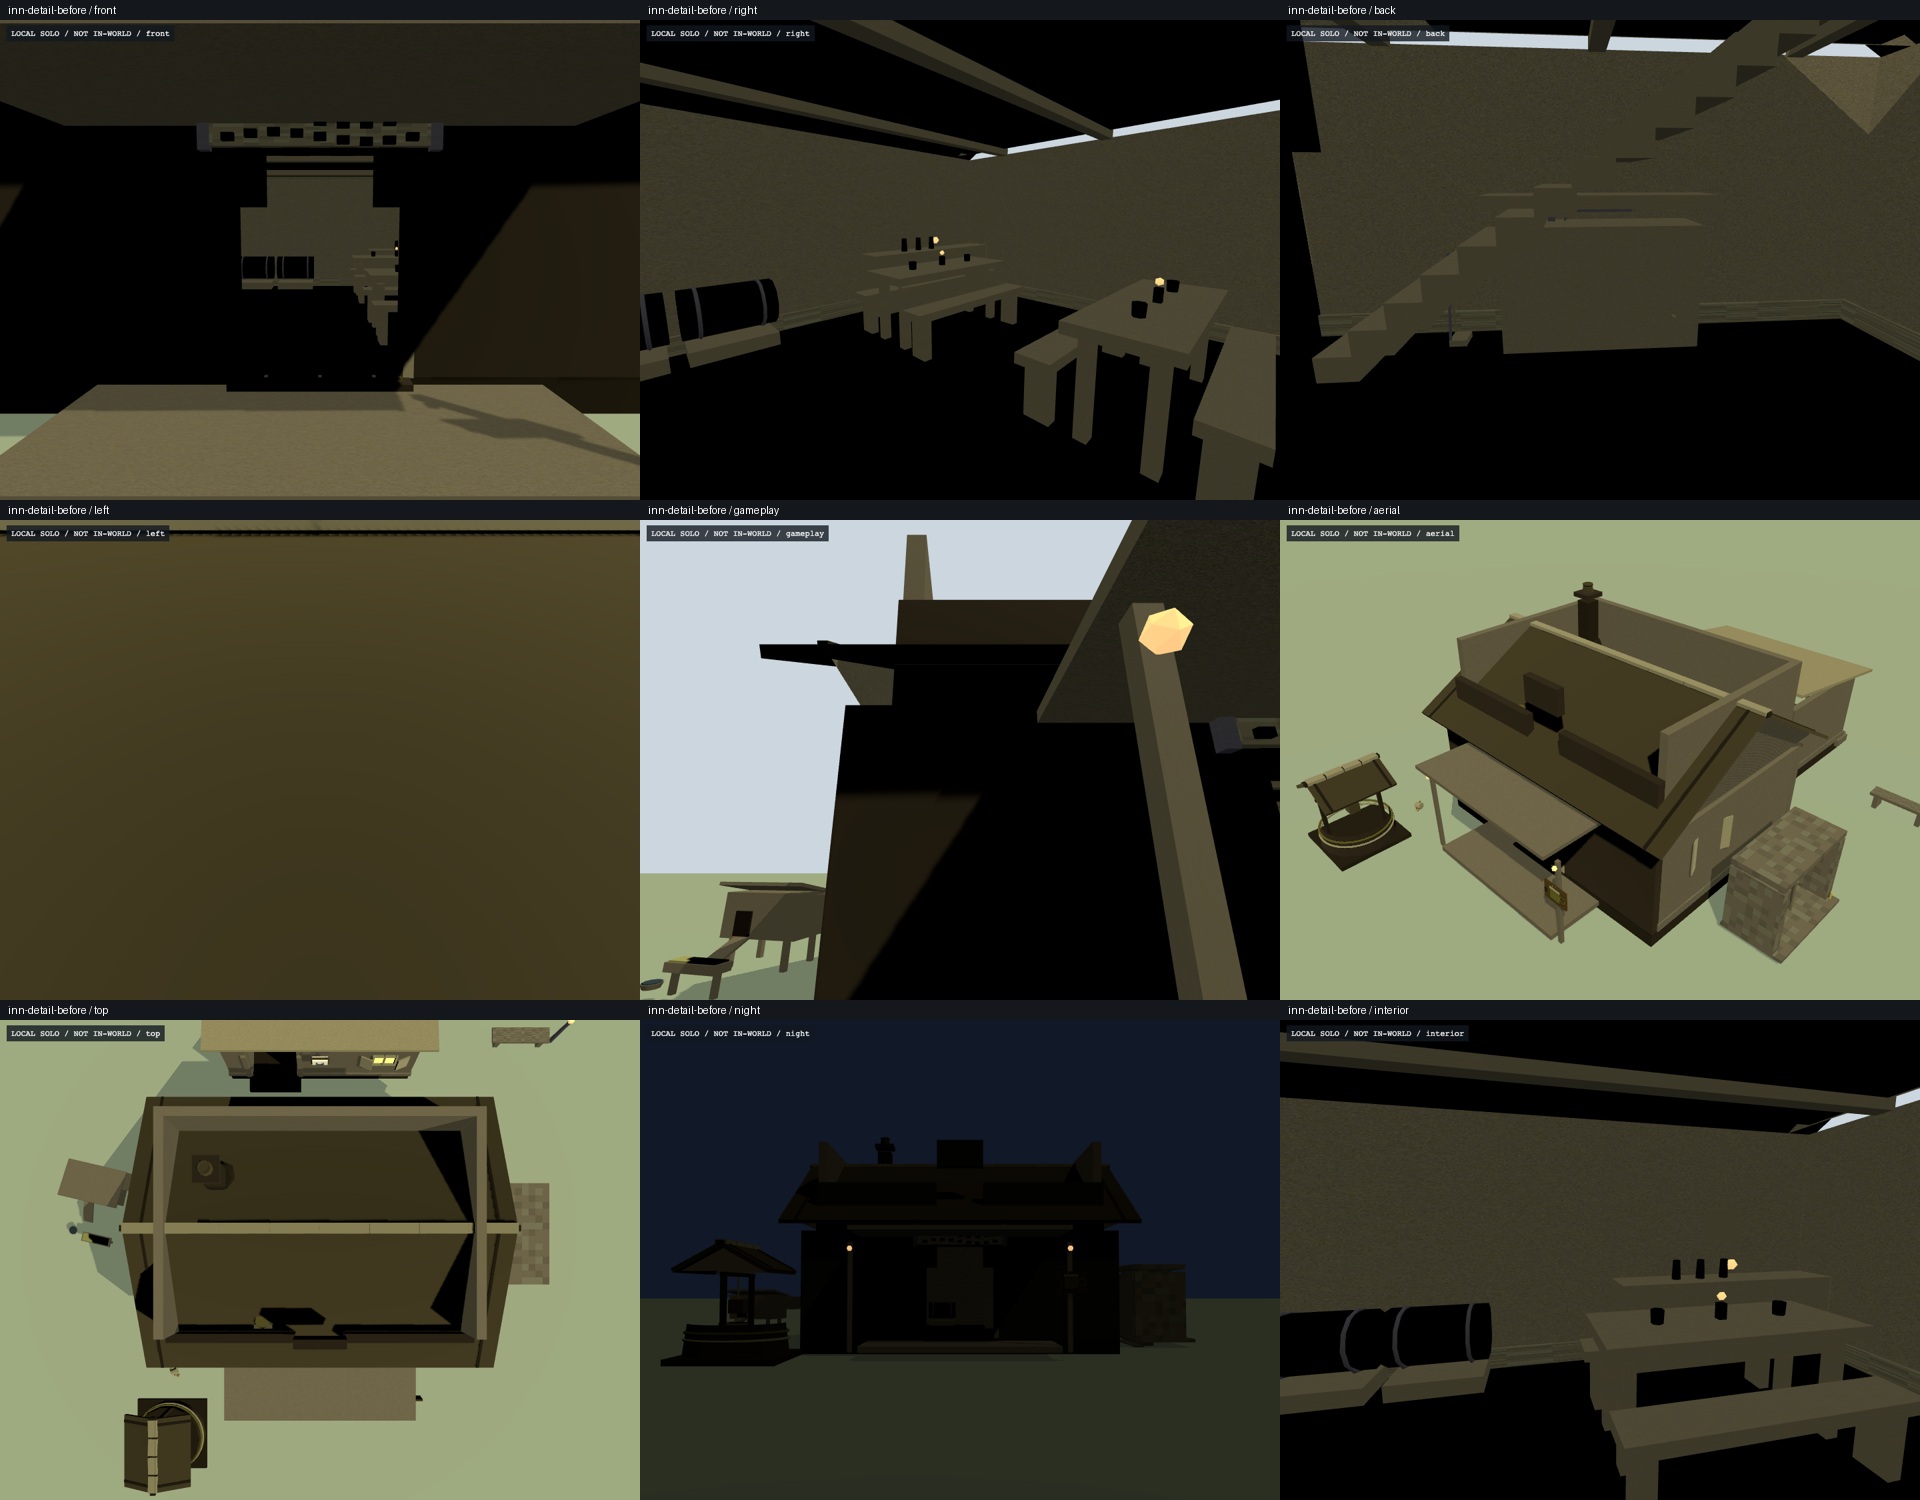 inn-detail-before / front
LOCAL SOLO / NOT IN-WORLD / front
inn-detail-before / right
LOCAL SOLO / NOT IN-WORLD / right
inn-detail-before / back
LOCAL SOLO / NOT IN-WORLD / back
inn-detail-before / left
LOCAL SOLO / NOT IN-WORLD / left
inn-detail-before / gameplay
LOCAL SOLO / NOT IN-WORLD / gameplay
inn-detail-before / aerial
LOCAL SOLO / NOT IN-WORLD / aerial
inn-detail-before / top
LOCAL SOLO / NOT IN-WORLD / top
inn-detail-before / night
LOCAL SOLO / NOT IN-WORLD / night
inn-detail-before / interior
LOCAL SOLO / NOT IN-WORLD / interior